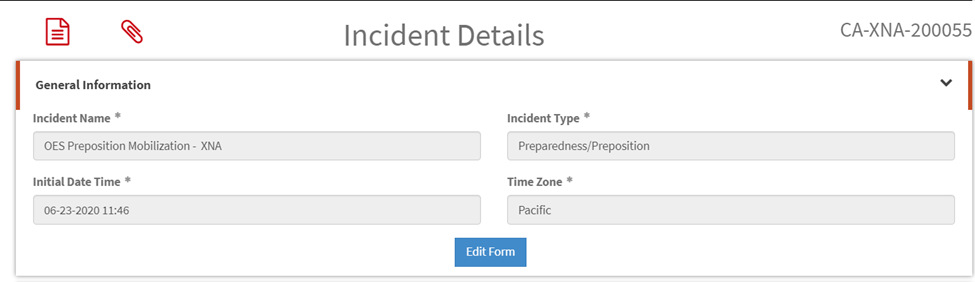 Incident Details
CA-XNA-200055
General Information
Incident Name *
Incident Type *
OES Preposition Mobilization - XNA
Preparedness/Preposition
Initial Date Time *
Time Zone *
06-23-2020 11:46
Pacific
Edit Form